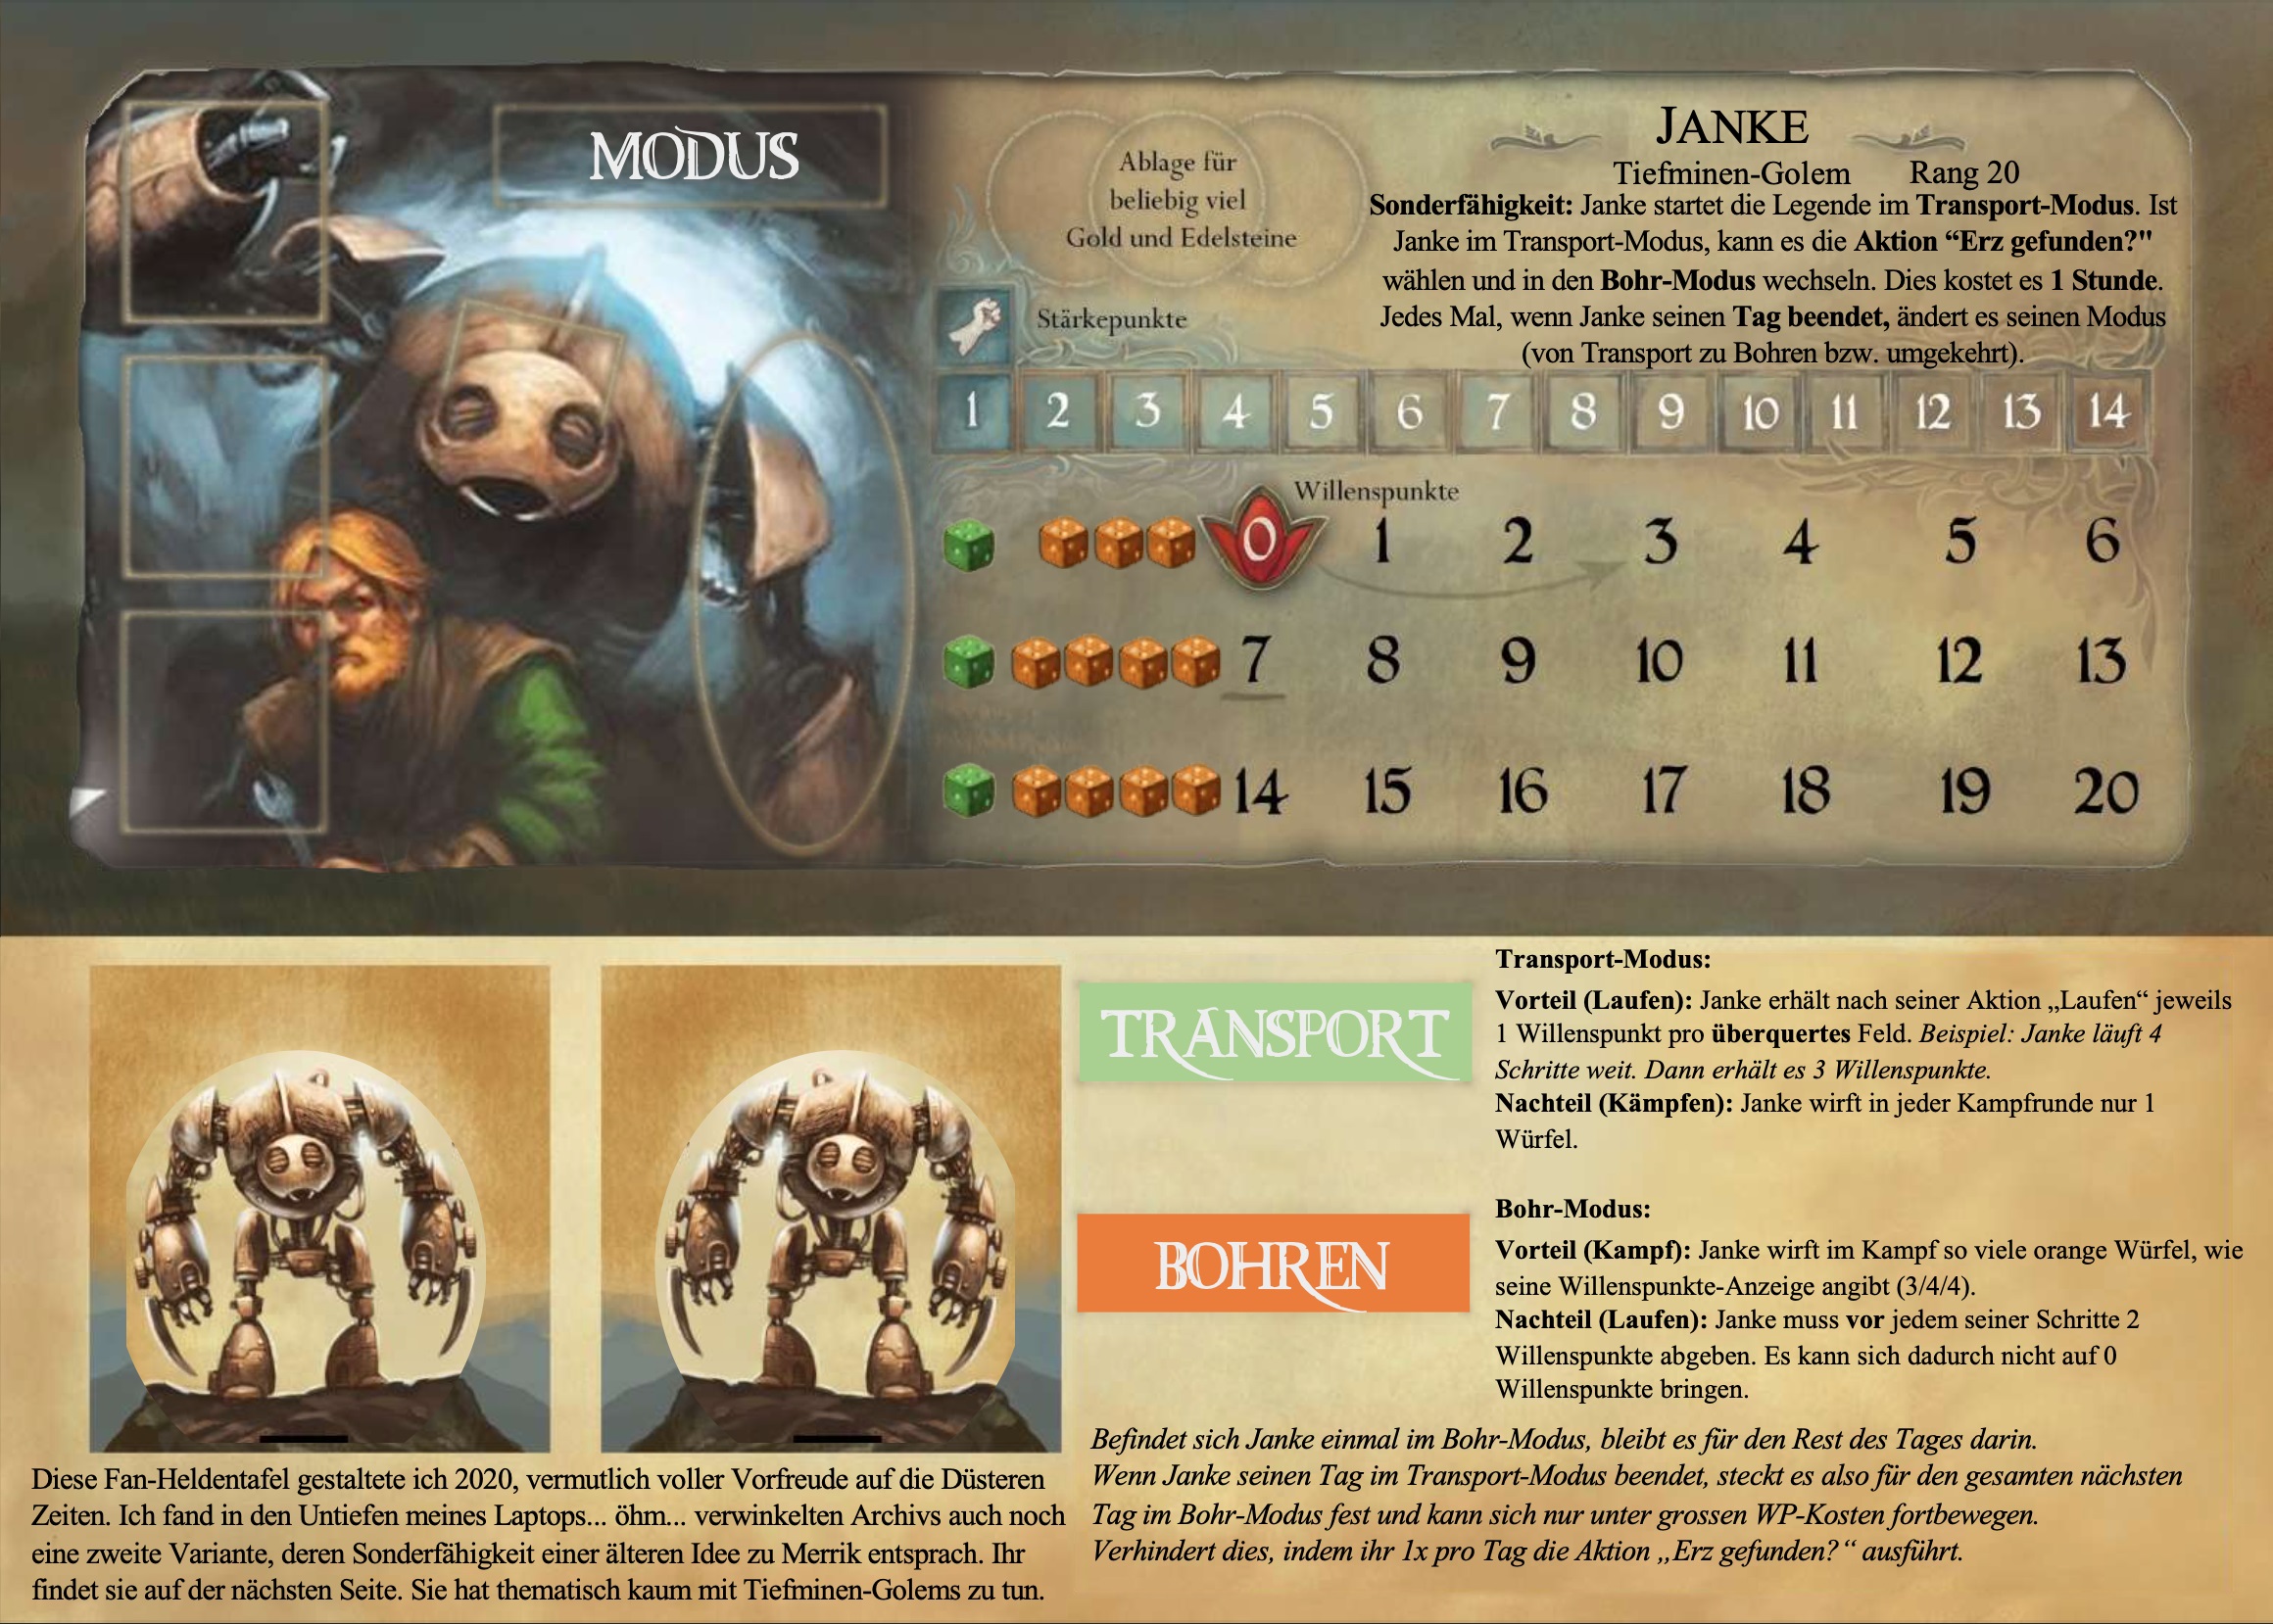 MODUS
Ablage für
beliebig viel
Gold und Edelsteine
JANKE
Tiefminen-Golem Rang 20
Sonderfähigkeit: Janke startet die Legende im Transport-Modus. Ist
Janke im Transport-Modus, kann es die Aktion “Erz gefunden?"
wählen und in den Bohr-Modus wechseln. Dies kostet es 1 Stunde.
Jedes Mal, wenn Janke seinen Tag beendet, ändert es seinen Modus
(von Transport zu Bohren bzw. umgekehrt).
Stärkepunkte
1 2 3 4 5 6 7 8 9 10 11 12 13 14
Willenspunkte
0 1 2 3 4 5 6
7 8 9 10 11 12 13
14 15 16 17 18 19 20
TRANSPORT
Transport-Modus:
Vorteil (Laufen): Janke erhält nach seiner Aktion „Laufen“ jeweils
1 Willenspunkt pro überquertes Feld. Beispiel: Janke läuft 4
Schritte weit. Dann erhält es 3 Willenspunkte.
Nachteil (Kämpfen): Janke wirft in jeder Kampfrunde nur 1
Würfel.
BOHREN
Bohr-Modus:
Vorteil (Kampf): Janke wirft im Kampf so viele orange Würfel, wie
seine Willenspunkte-Anzeige angibt (3/4/4).
Nachteil (Laufen): Janke muss vor jedem seiner Schritte 2
Willenspunkte abgeben. Es kann sich dadurch nicht auf 0
Willenspunkte bringen.
Befindet sich Janke einmal im Bohr-Modus, bleibt es für den Rest des Tages darin.
Wenn Janke seinen Tag im Transport-Modus beendet, steckt es also für den gesamten nächsten
Tag im Bohr-Modus fest und kann sich nur unter grossen WP-Kosten fortbewegen.
Verhindert dies, indem ihr 1x pro Tag die Aktion „Erz gefunden?“ ausführt.
Diese Fan-Heldentafel gestaltete ich 2020, vermutlich voller Vorfreude auf die Düsteren
Zeiten. Ich fand in den Untiefen meines Laptops... öhm... verwinkelten Archivs auch noch
eine zweite Variante, deren Sonderfähigkeit einer älteren Idee zu Merrik entsprach. Ihr
findet sie auf der nächsten Seite. Sie hat thematisch kaum mit Tiefminen-Golems zu tun.